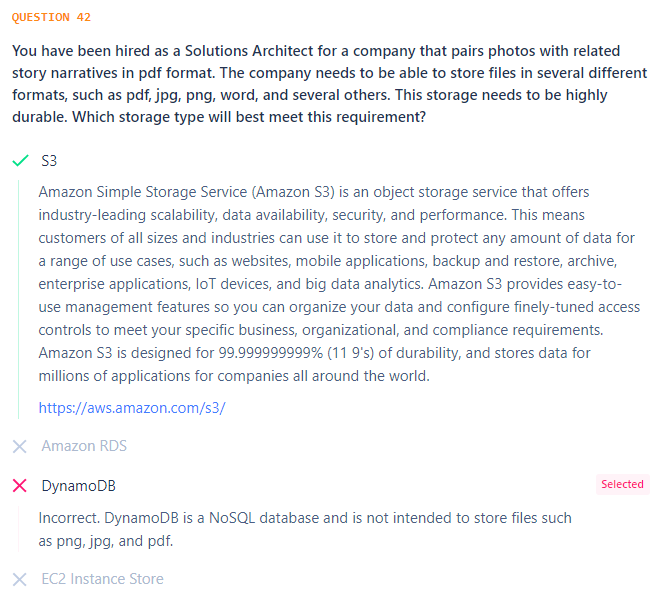 QUESTION 42
You have been hired as a Solutions Architect for a company that pairs photos with related
story narratives in pdf format. The company needs to be able to store files in several different
formats, such as pdf, jpg, png, word, and several others. This storage needs to be highly
durable. Which storage type will best meet this requirement?
S3
Amazon Simple Storage Service (Amazon S3) is an object storage service that offers
industry-leading scalability, data availability, security, and performance. This means
customers of all sizes and industries can use it to store and protect any amount of data for
a range of use cases, such as websites, mobile applications, backup and restore, archive,
enterprise applications, IoT devices, and big data analytics. Amazon S3 provides easy-to-
use management features so you can organize your data and configure finely-tuned access
controls to meet your specific business, organizational, and compliance requirements.
Amazon S3 is designed for 99.999999999% (11 9's) of durability, and stores data for
millions of applications for companies all around the world.
https://aws.amazon.com/s3/
Amazon RDS
DynamoDB Selected
Incorrect. DynamoDB is a NoSQL database and is not intended to store files such
as png, jpg, and pdf.
EC2 Instance Store